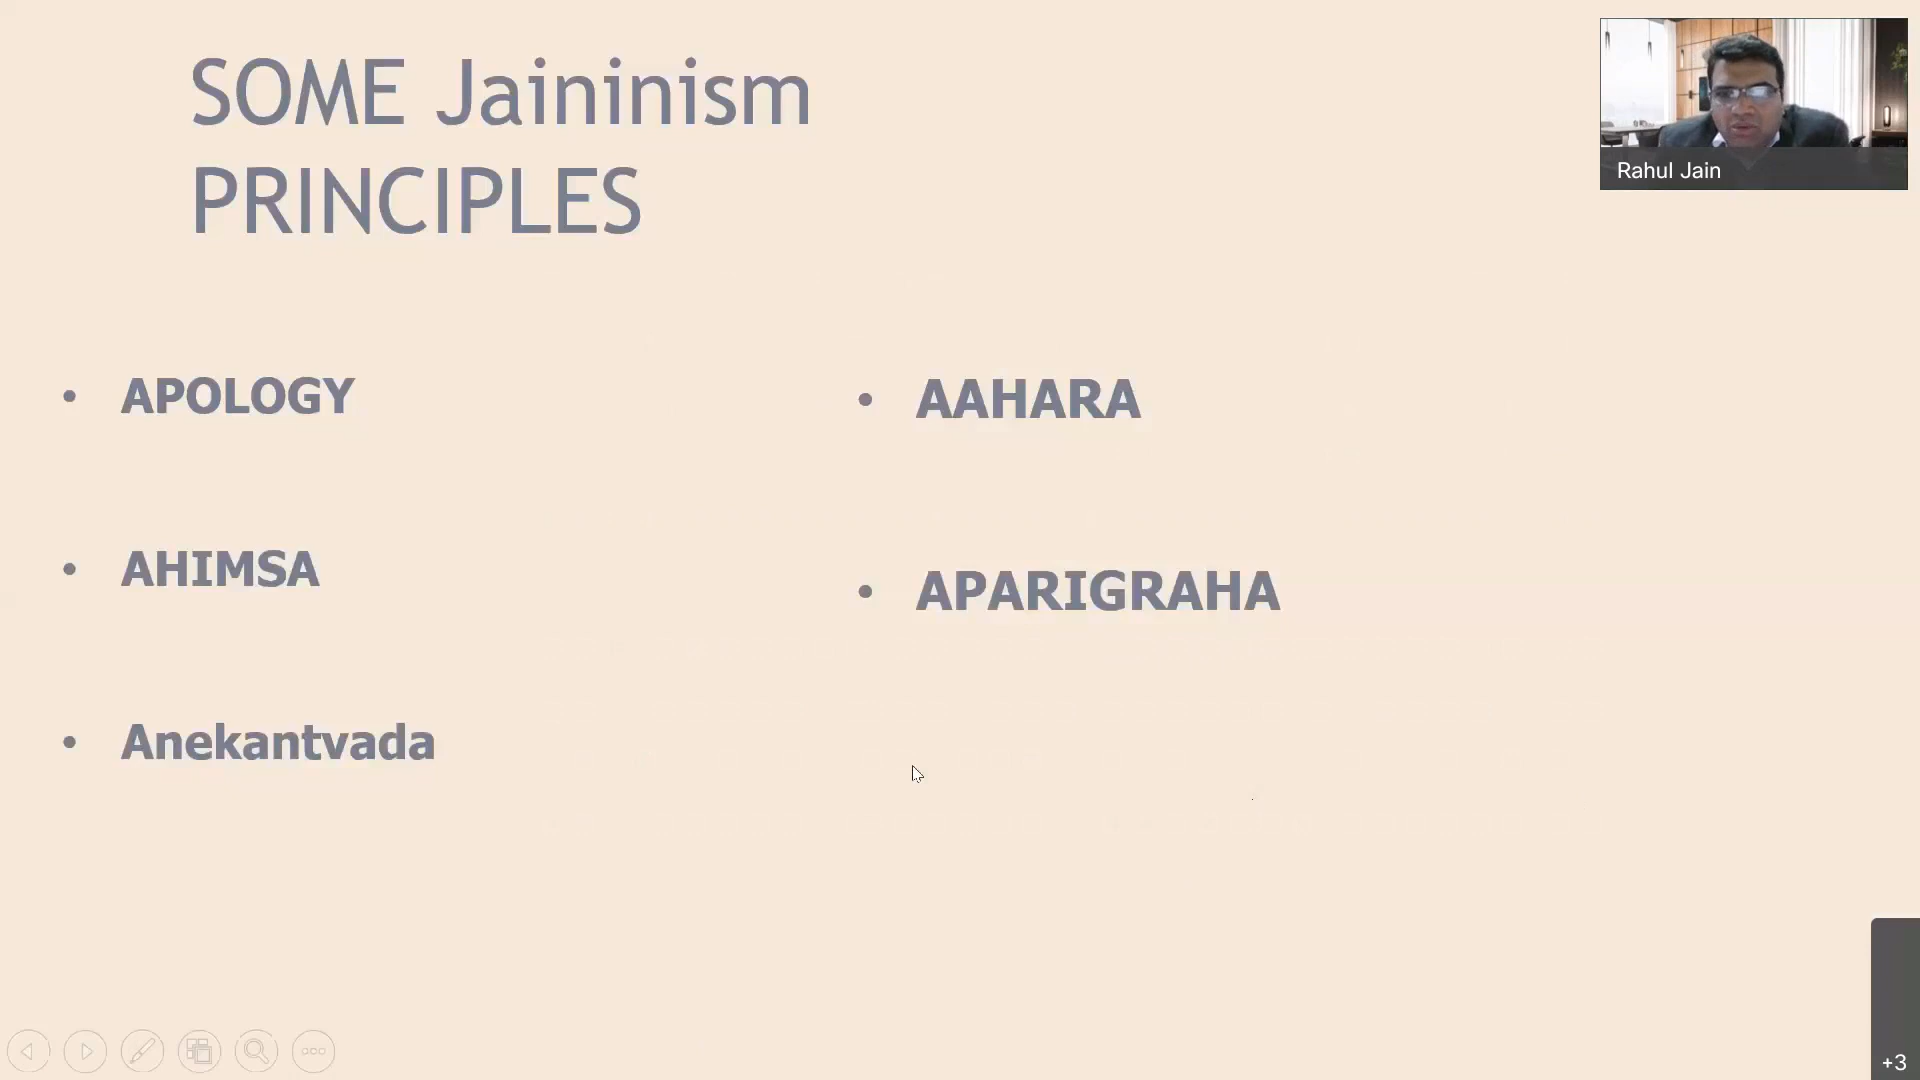 SOME Jaininism
PRINCIPLES
Rahul Jain
• APOLOGY
• AHIMSA
• Anekantvada
• AAHARA
• APARIGRAHA
+3